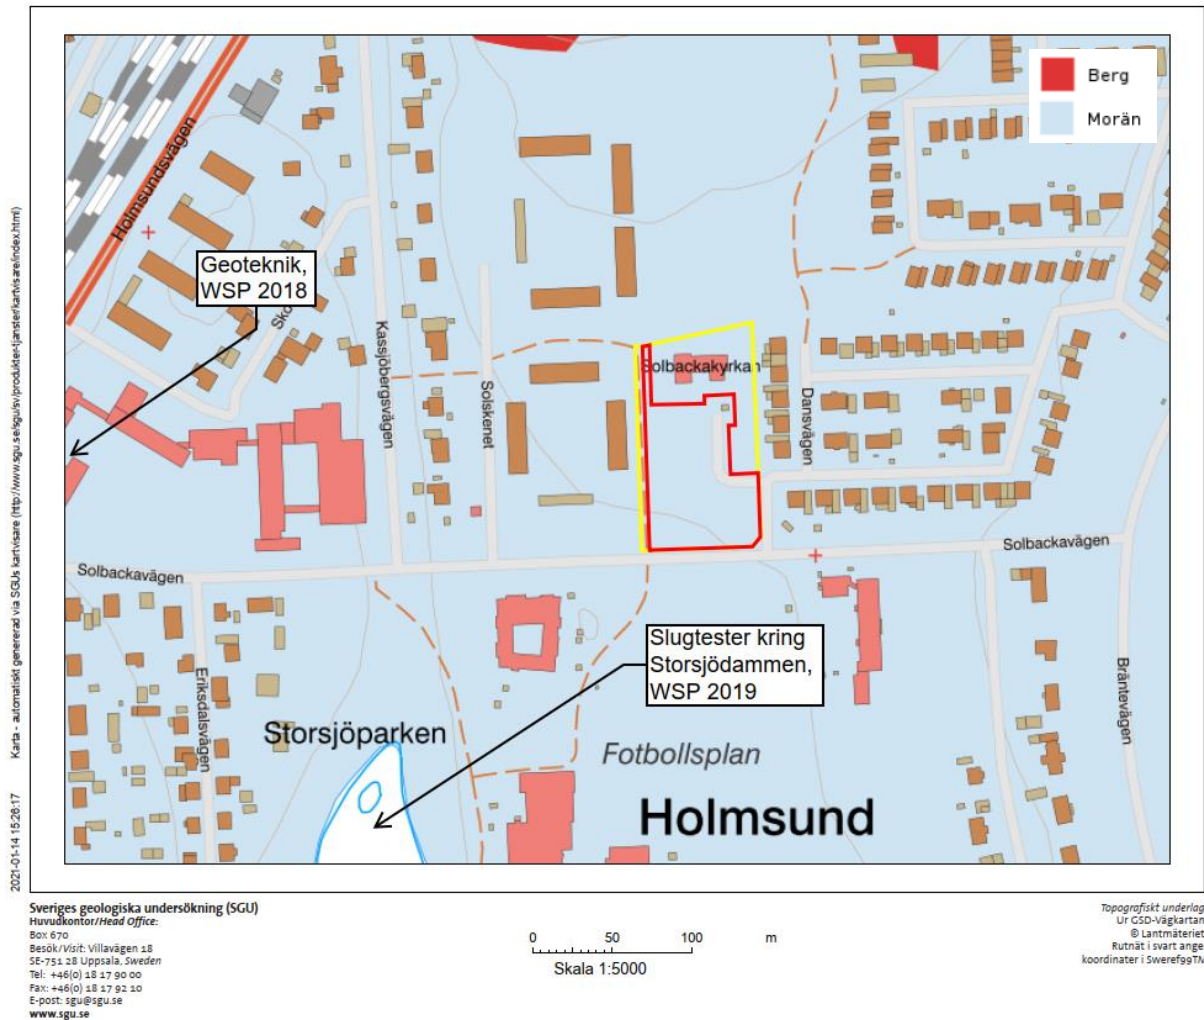 Berg
Morän
Holmsundsvägen
Geoteknik,
WSP 2018
Sko
Kassjöbergsvägen
Solskenet
Solbackakyrkan
Dansvägen
Solbackavägen
Solbackavägen
Eriksdalsvägen
Bräntevägen
Slugtester kring
Storsjödammen,
WSP 2019
Storsjöparken
Fotbollsplan
Holmsund
2021-01-14 15:26:17 Karta - automatiskt genererad via SGUs kartvisare (http://www.sgu.se/sgu/sv/produkter-tjanster/kartvisare/index.html)
Sveriges geologiska undersökning (SGU)
Huvudkontor/Head Office:
Box 670
Besök/Visit: Villavägen 18
SE-751 28 Uppsala, Sweden
Tel: +46(0) 18 17 90 00
Fax: +46(0) 18 17 92 10
E-post: sgu@sgu.se
www.sgu.se
0 50 100 m
Skala 1:5000
Topografiskt underlag
Ur GSD-Vägkartan
© Lantmäteriet
Rutnät i svart ange
koordinater i Sweref99TM